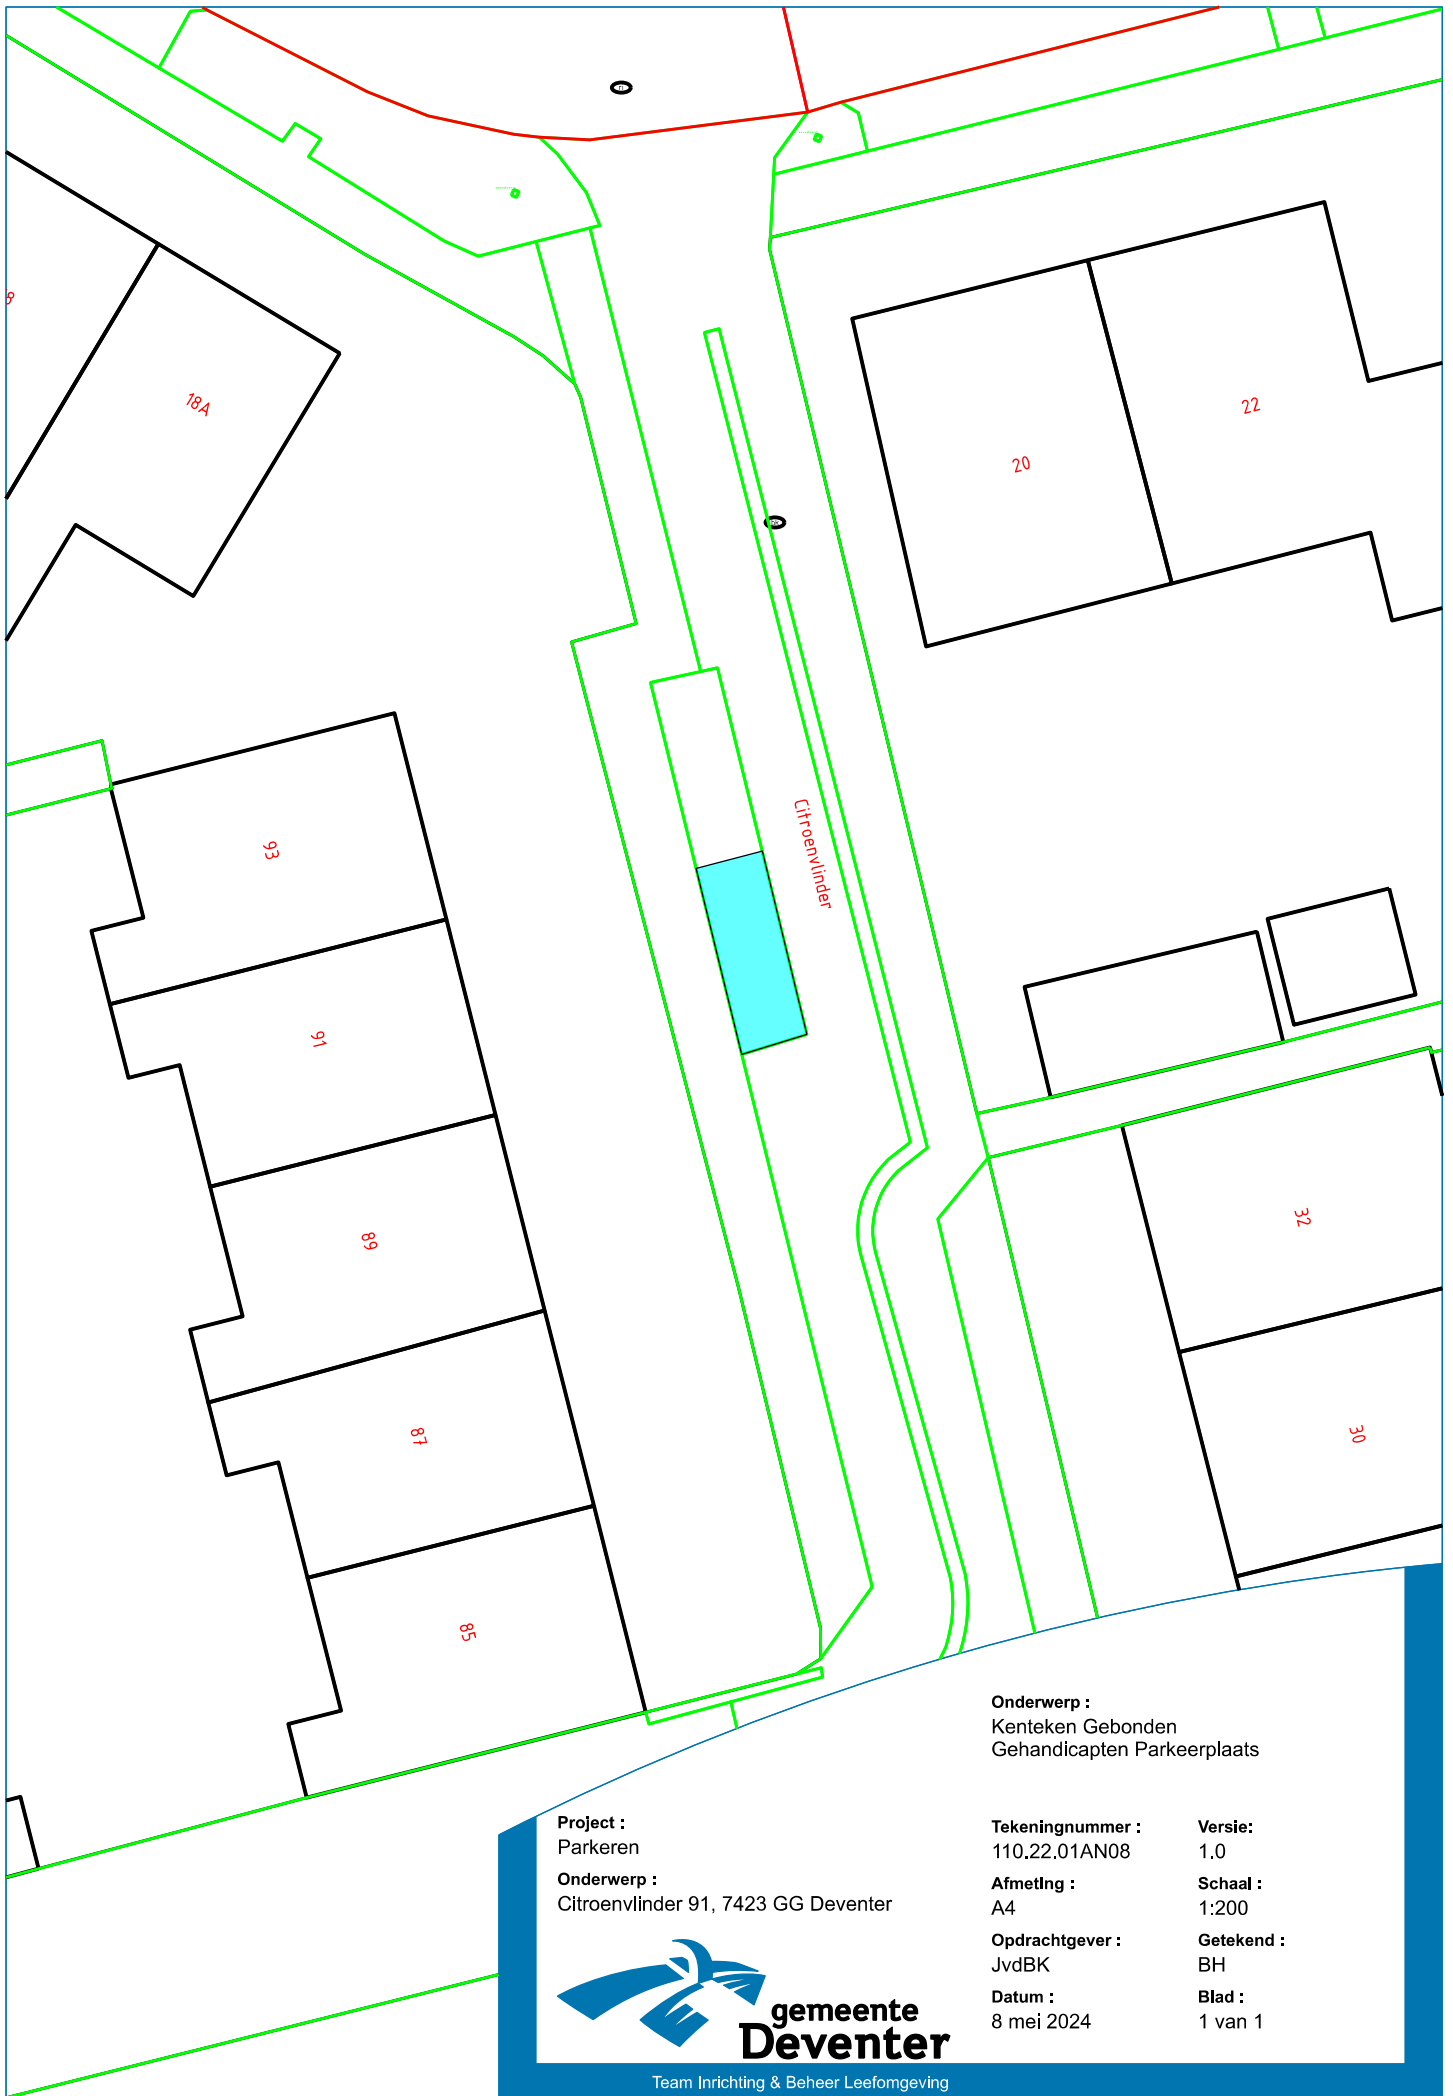 18A
20
22
Citroenvlinder
93
91
89
87
85
32
30
Onderwerp :
Kenteken Gebonden
Gehandicapten Parkeerplaats
Project :
Parkeren
Onderwerp :
Citroenvlinder 91, 7423 GG Deventer
Tekeningnummer :
110.22.01AN08
Versie:
1.0
Afmeting :
A4
Schaal :
1:200
Opdrachtgever :
JvdBK
Getekend :
BH
Datum :
8 mei 2024
Blad :
1 van 1
gemeente
Deventer
Team Inrichting & Beheer Leefomgeving